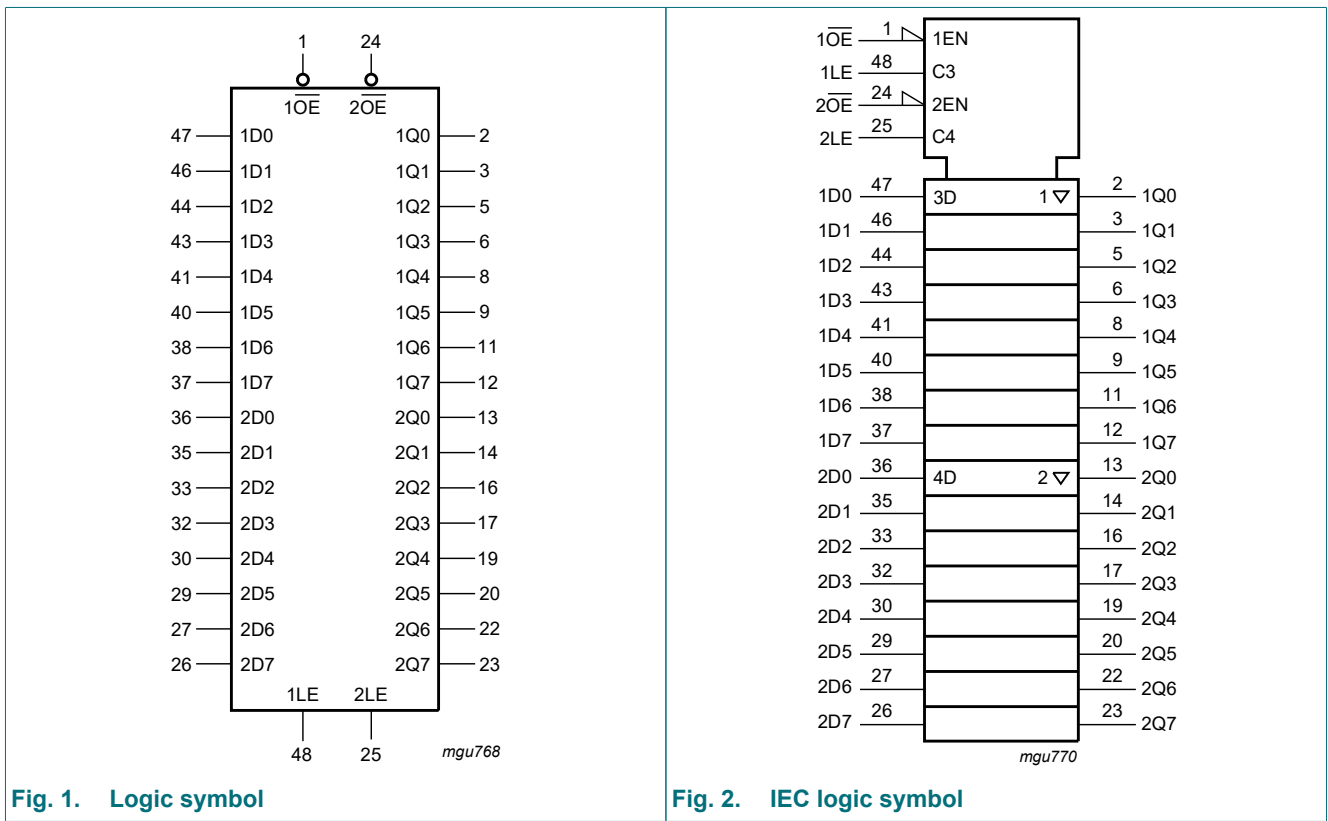 1 24
1OE 2OE
47 1D0 1Q0 2
46 1D1 1Q1 3
44 1D2 1Q2 5
43 1D3 1Q3 6
41 1D4 1Q4 8
40 1D5 1Q5 9
38 1D6 1Q6 11
37 1D7 1Q7 12
36 2D0 2Q0 13
35 2D1 2Q1 14
33 2D2 2Q2 16
32 2D3 2Q3 17
30 2D4 2Q4 19
29 2D5 2Q5 20
27 2D6 2Q6 22
26 2D7 2Q7 23
1LE 2LE
48 25 mgu768
Fig. 1. Logic symbol
1OE 1 1EN
1LE 48 C3
2OE 24 2EN
2LE 25 C4
1D0 47 3D 1 ▽ 2 1Q0
1D1 46 3 1Q1
1D2 44 5 1Q2
1D3 43 6 1Q3
1D4 41 8 1Q4
1D5 40 9 1Q5
1D6 38 11 1Q6
1D7 37 12 1Q7
2D0 36 4D 2 ▽ 13 2Q0
2D1 35 14 2Q1
2D2 33 16 2Q2
2D3 32 17 2Q3
2D4 30 19 2Q4
2D5 29 20 2Q5
2D6 27 22 2Q6
2D7 26 23 2Q7
mgu770
Fig. 2. IEC logic symbol